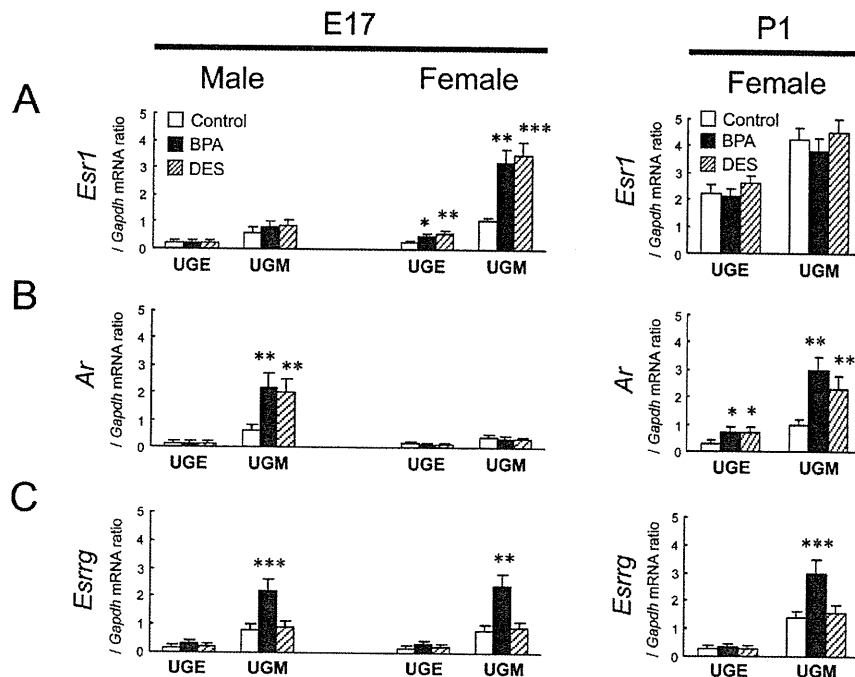 E17
P1
Male
Female
Female
A
Esr1
/ Gapdh mRNA ratio
5
4
3
2
1
0
Control
BPA
DES
*
**
**
***
UGE
UGM
UGE
UGM
Esr1
/ Gapdh mRNA ratio
5
4
3
2
1
0
Control
BPA
DES
UGE
UGM
B
Ar
/ Gapdh mRNA ratio
5
4
3
2
1
0
**
**
UGE
UGM
UGE
UGM
Ar
/ Gapdh mRNA ratio
5
4
3
2
1
0
*
*
**
**
UGE
UGM
C
Esrrg
/ Gapdh mRNA ratio
5
4
3
2
1
0
***
**
UGE
UGM
UGE
UGM
Esrrg
/ Gapdh mRNA ratio
5
4
3
2
1
0
***
UGE
UGM